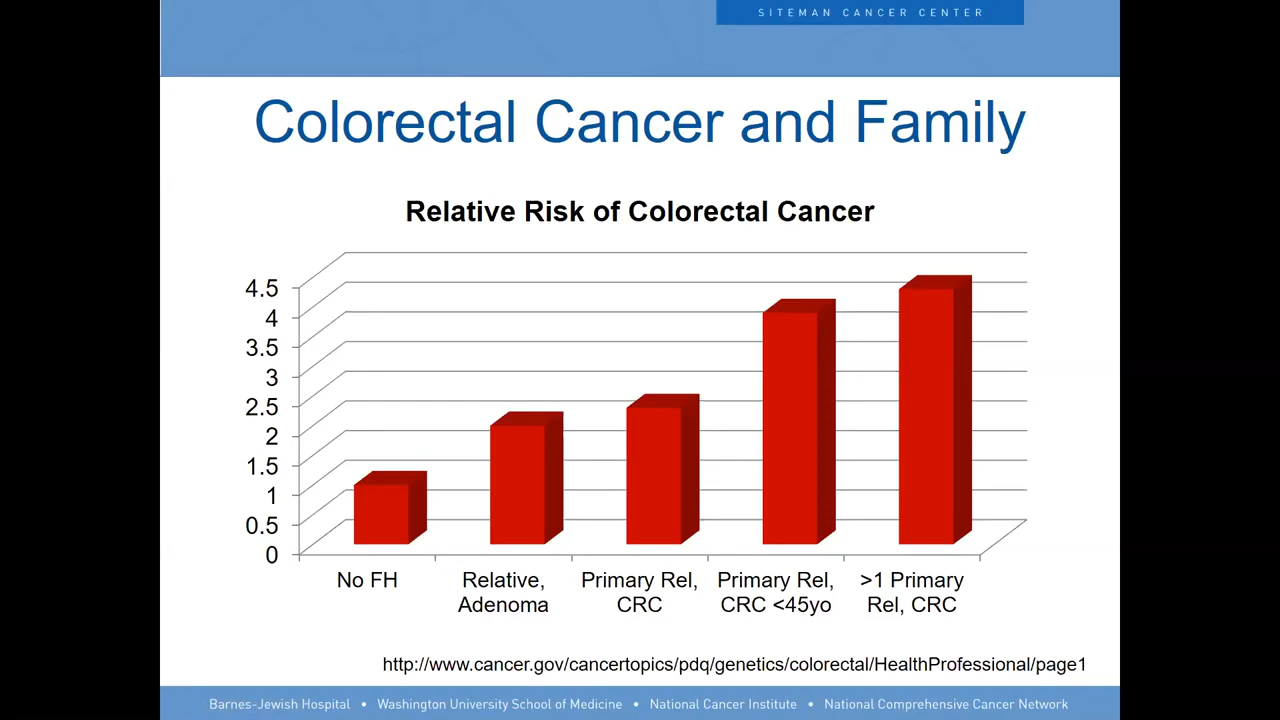 SITEMAN CANCER CENTER
Colorectal Cancer and Family
Relative Risk of Colorectal Cancer
4.5
4
3.5
3
2.5
2
1.5
1
0.5
0
No FH
Relative,
Adenoma
Primary Rel,
CRC
Primary Rel,
CRC <45yo
>1 Primary
Rel, CRC
http://www.cancer.gov/cancertopics/pdq/genetics/colorectal/HealthProfessional/page1
Barnes-Jewish Hospital • Washington University School of Medicine • National Cancer Institute • National Comprehensive Cancer Network